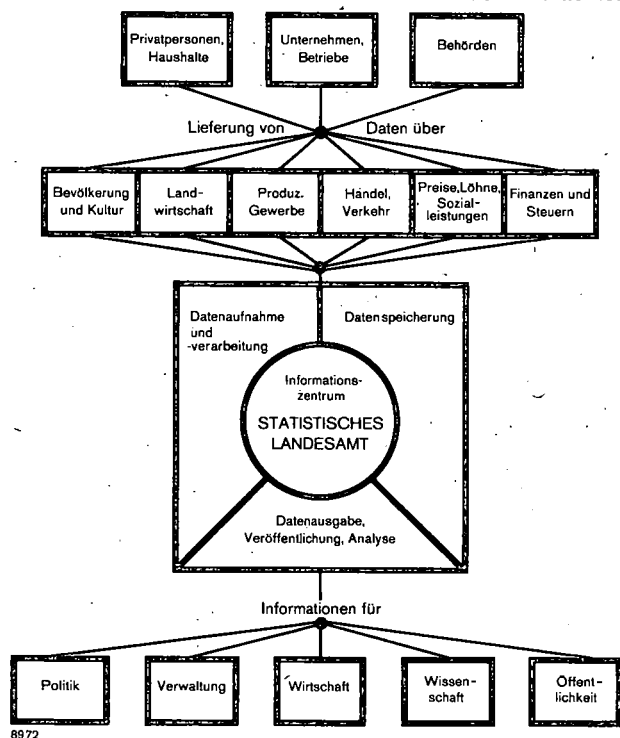 Privatpersonen,
Haushalte
Unternehmen,
Betriebe
Behörden
Lieferung von Daten über
Bevölkerung
und Kultur
Land-
wirtschaft
Produz.
Gewerbe
Handel,
Verkehr
Preise, Löhne,
Sozial-
leistungen
Finanzen und
Steuern
Datenaufnahme
und
-verarbeitung
Datenspeicherung
Informations-
zentrum
STATISTISCHES
LANDESAMT
Datenausgabe,
Veröffentlichung, Analyse
Informationen für
Politik
Verwaltung
Wirtschaft
Wissen-
schaft
Öffent-
lichkeit
8972